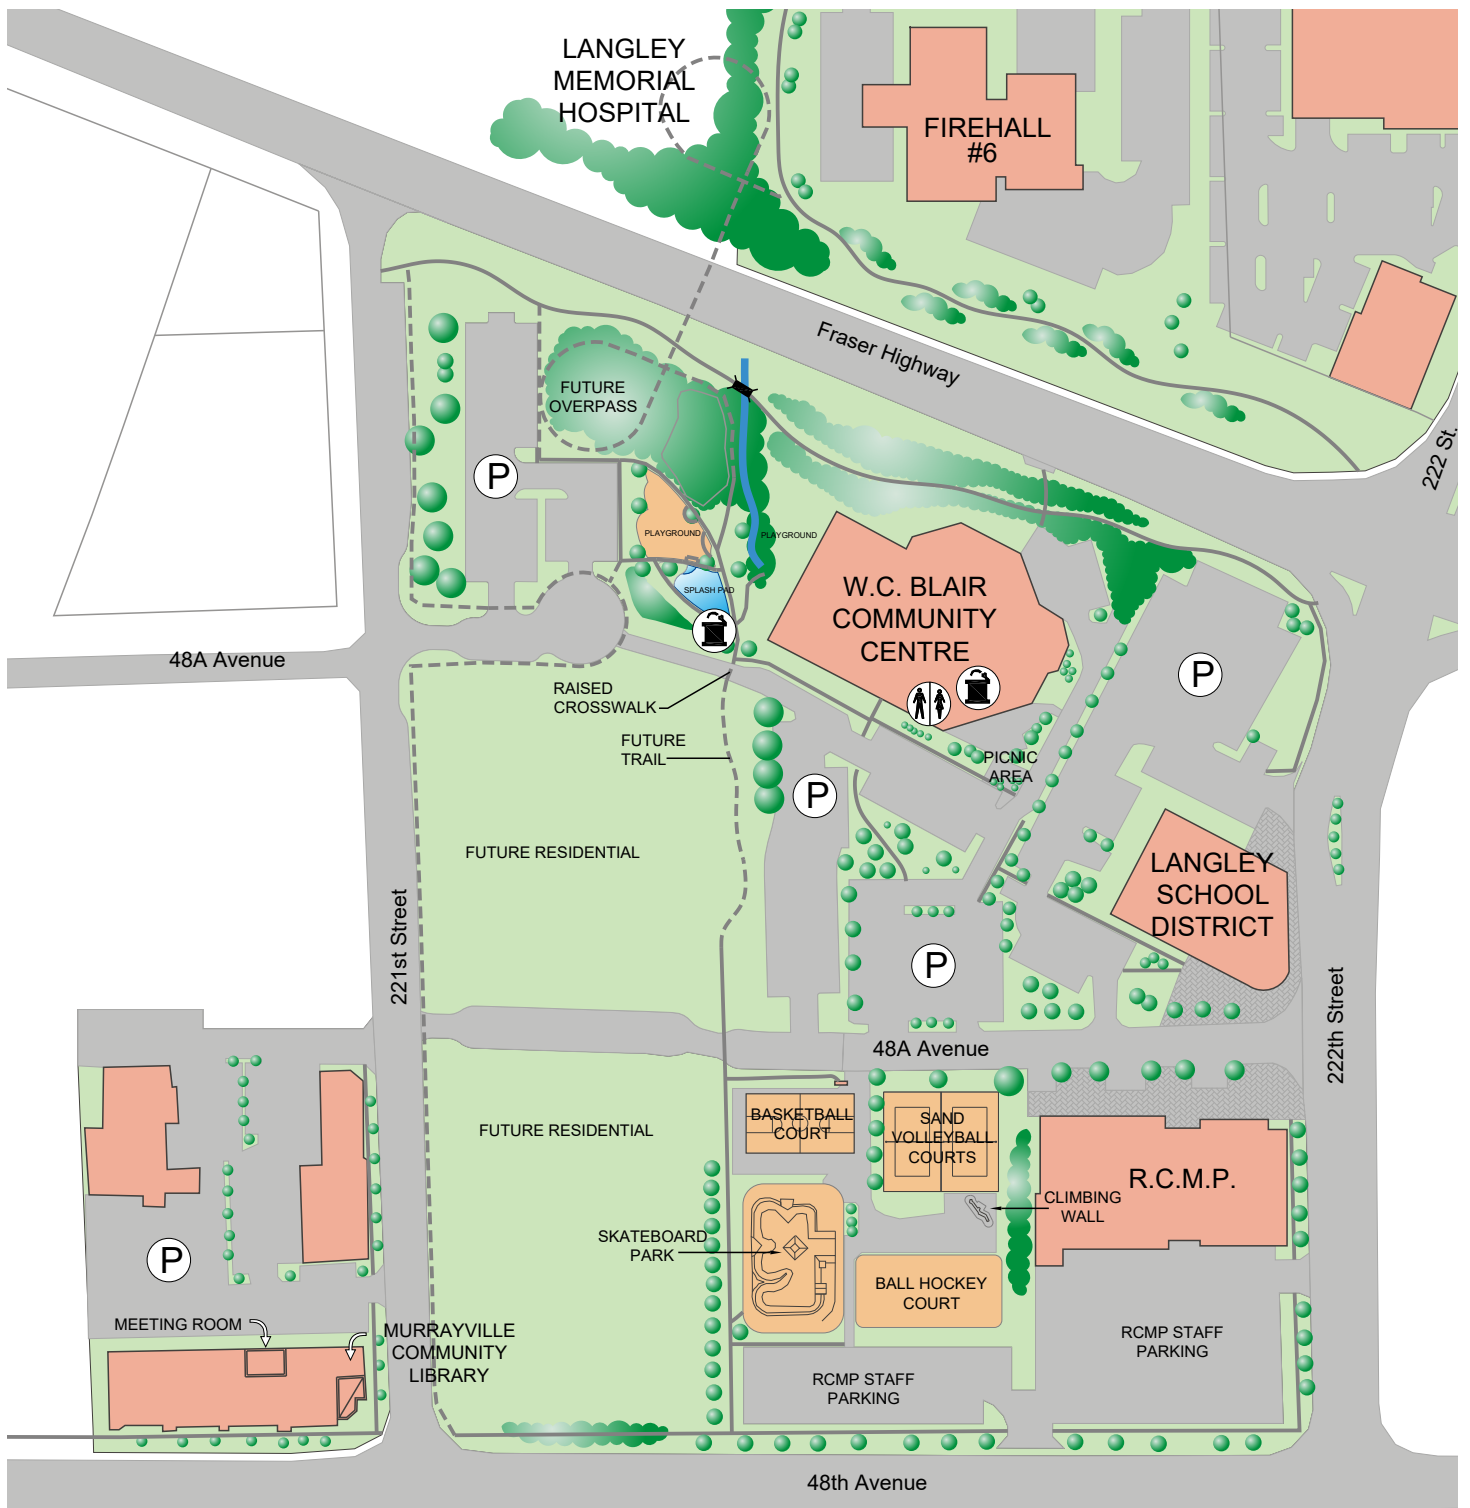 LANGLEY
MEMORIAL
HOSPITAL
FIREHALL
#6
Fraser Highway
222 St.
FUTURE
OVERPASS
P
PLAYGROUND
PLAYGROUND
SPLASH PAD
W.C. BLAIR
COMMUNITY
CENTRE
48A Avenue
P
RAISED
CROSSWALK
FUTURE
TRAIL
PICNIC
AREA
P
FUTURE RESIDENTIAL
LANGLEY
SCHOOL
DISTRICT
221st Street
P
222th Street
48A Avenue
BASKETBALL
COURT
SAND
VOLLEYBALL
COURTS
FUTURE RESIDENTIAL
R.C.M.P.
CLIMBING
WALL
SKATEBOARD
PARK
P
BALL HOCKEY
COURT
MEETING ROOM
MURRAYVILLE
COMMUNITY
LIBRARY
RCMP STAFF
PARKING
RCMP STAFF
PARKING
48th Avenue